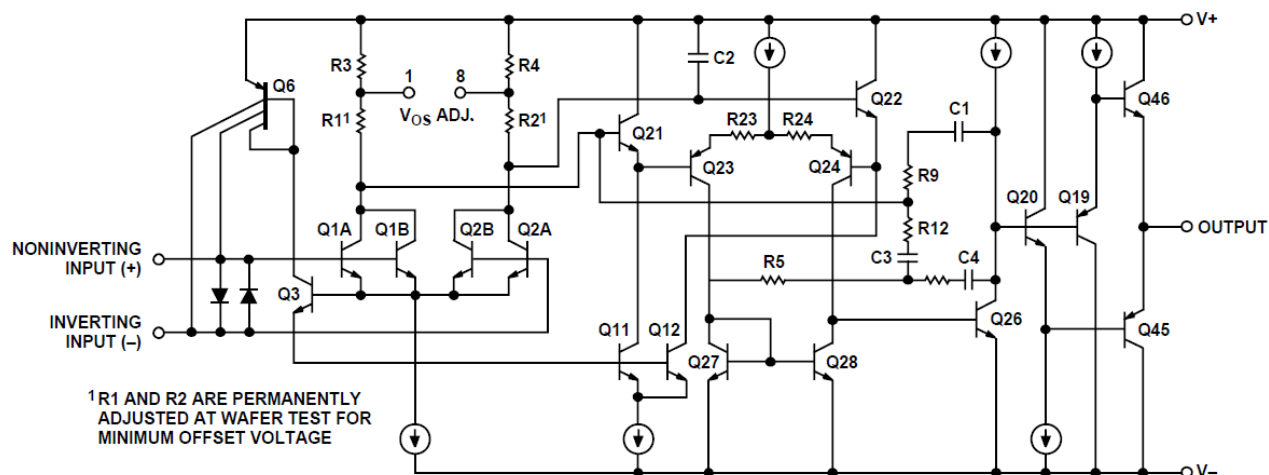 V+
R3
R4
C2
Q6
1
8
V_OS ADJ.
R1¹
R2¹
Q21
R23
R24
Q22
C1
Q46
Q23
Q24
R9
Q1A
Q1B
Q2B
Q2A
Q20
Q19
NONINVERTING
INPUT (+)
R12
OUTPUT
Q3
C3
R5
C4
INVERTING
INPUT (–)
Q11
Q12
Q27
Q28
Q26
Q45
¹R1 AND R2 ARE PERMANENTLY
ADJUSTED AT WAFER TEST FOR
MINIMUM OFFSET VOLTAGE
V–